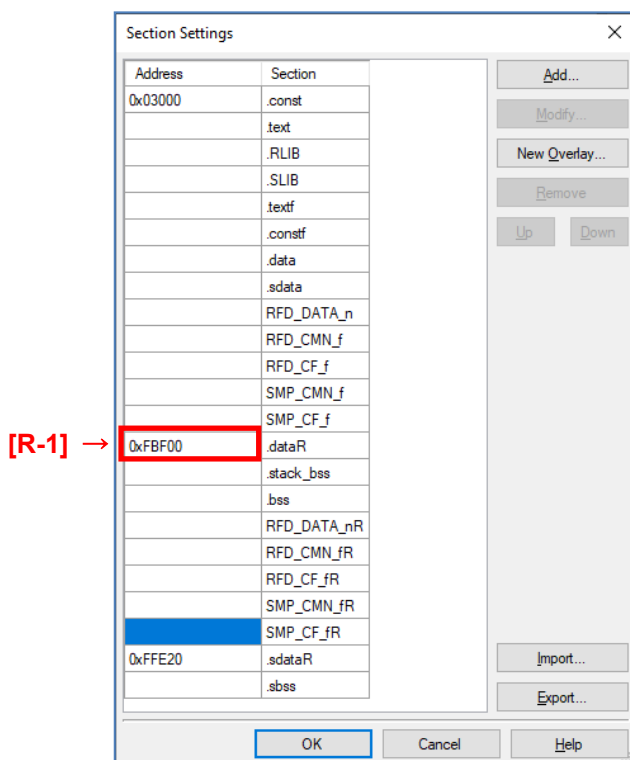 Section Settings
Address Section
0x03000 .const
.text
.RLIB
.SLIB
.textf
.constf
.data
.sdata
RFD_DATA_n
RFD_CMN_f
RFD_CF_f
SMP_CMN_f
SMP_CF_f
[R-1] → 0xFBF00 .dataR
.stack_bss
.bss
RFD_DATA_nR
RFD_CMN_fR
RFD_CF_fR
SMP_CMN_fR
SMP_CF_fR
0xFFE20 .sdataR
.sbss
Add...
Modify...
New Overlay...
Remove
Up Down
Import...
Export...
OK Cancel Help